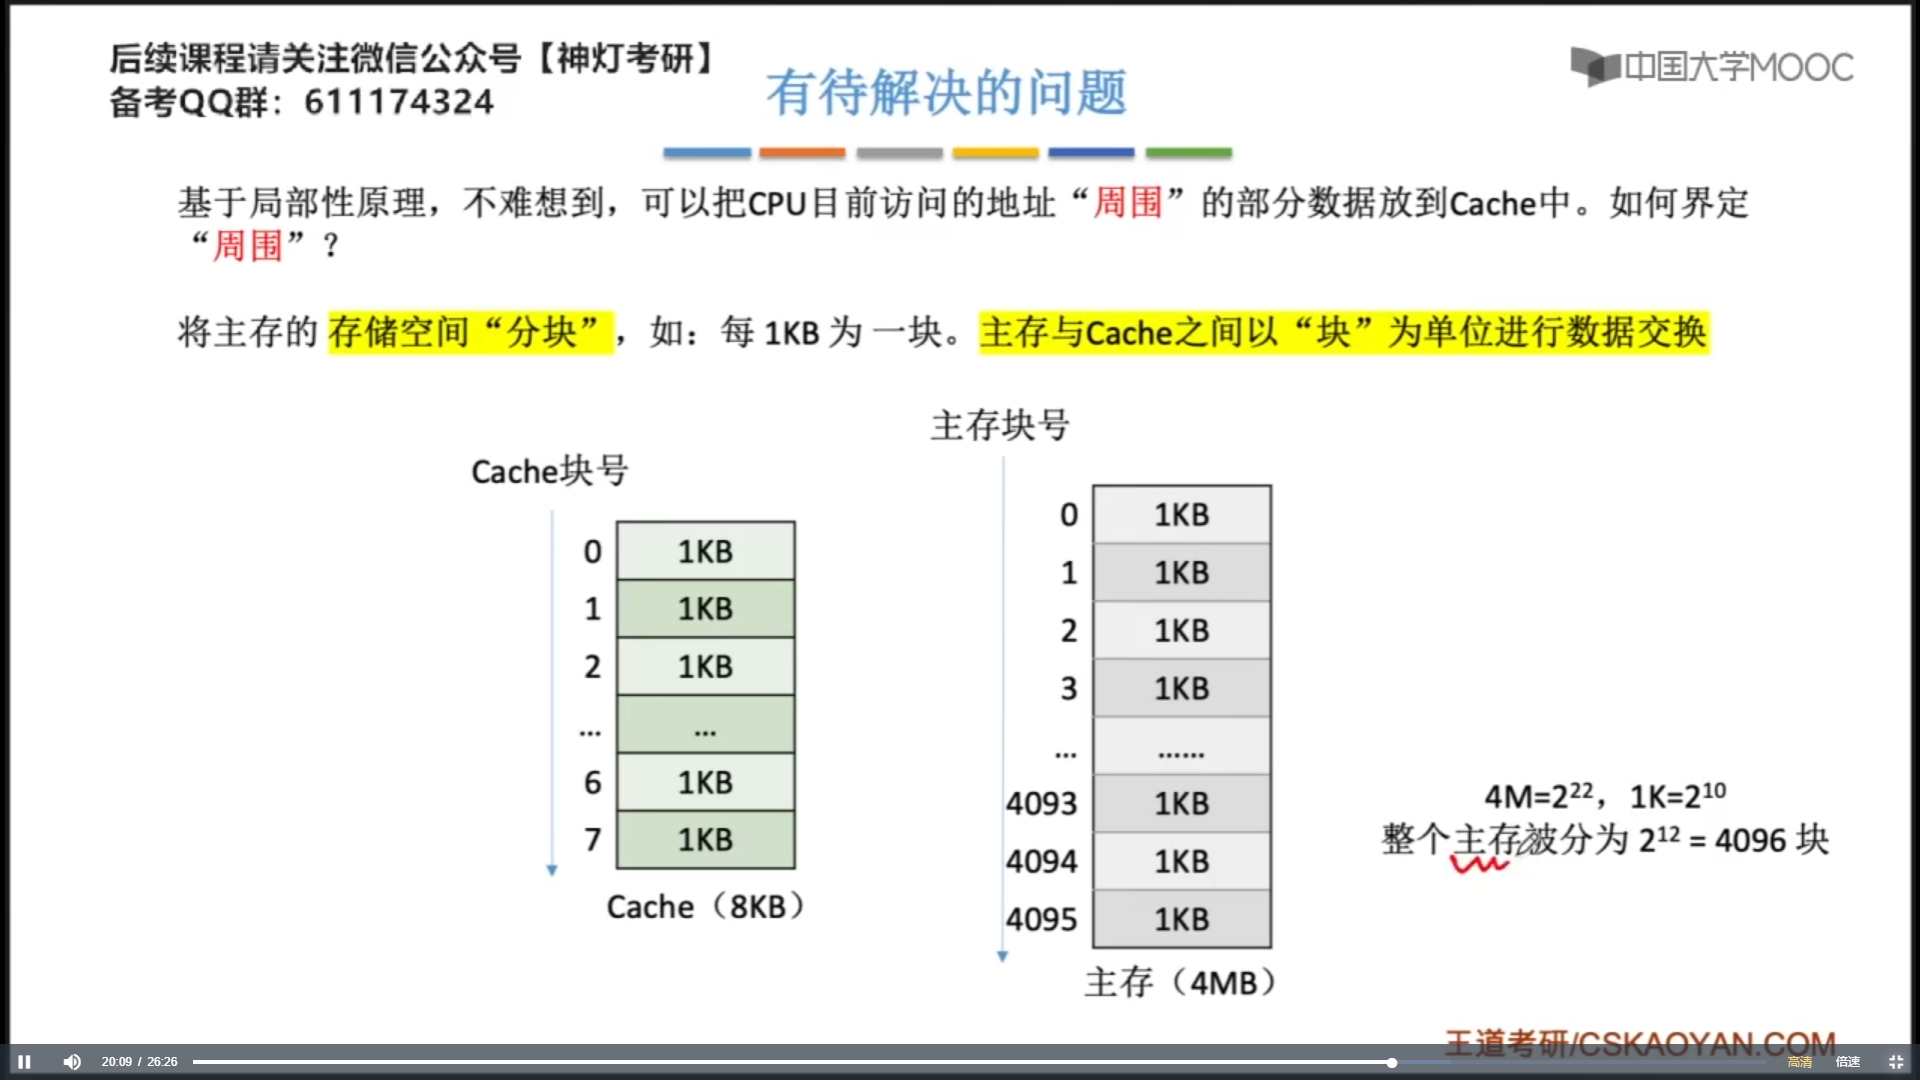 后续课程请关注微信公众号【神灯考研】
备考QQ群：611174324
中国大学MOOC
有待解决的问题
基于局部性原理，不难想到，可以把CPU目前访问的地址“周围”的部分数据放到Cache中。如何界定
“周围”？
将主存的 存储空间“分块”，如：每 1KB 为 一块。主存与Cache之间以“块”为单位进行数据交换
Cache块号
0 1KB
1 1KB
2 1KB
... ...
6 1KB
7 1KB
Cache（8KB）
主存块号
0 1KB
1 1KB
2 1KB
3 1KB
... ......
4093 1KB
4094 1KB
4095 1KB
主存（4MB）
4M=2²²，1K=2¹⁰
整个主存被分为 2¹² = 4096 块
王道考研/CSKAOYAN.COM
20:09 / 26:26
高清 倍速